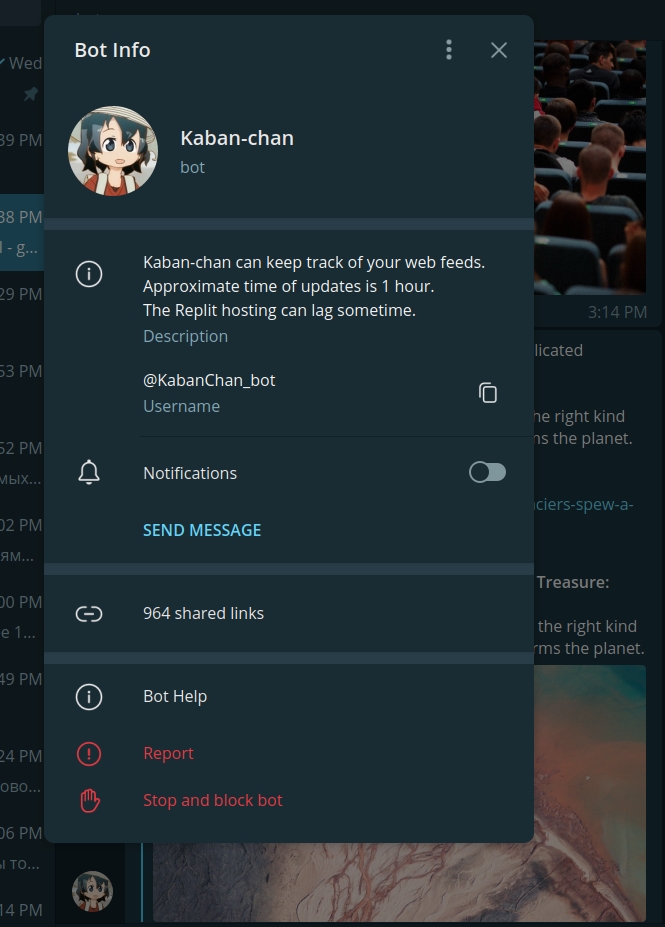 Bot Info
Wed
39 PM
Kaban-chan
bot
38 PM
- g...
Kaban-chan can keep track of your web feeds.
Approximate time of updates is 1 hour.
The Replit hosting can lag sometime.
Description
29 PM
3:14 PM
licated
53 PM
@KabanChan_bot
Username
he right kind
ms the planet.
52 PM
мых...
Notifications
ciers-spew-a-
02 PM
SEND MESSAGE
ям...
Treasure:
00 PM
964 shared links
the right kind
e 1...
rms the planet.
49 PM
Bot Help
24 PM
Report
ово...
Stop and block bot
06 PM
ы то...
14 PM